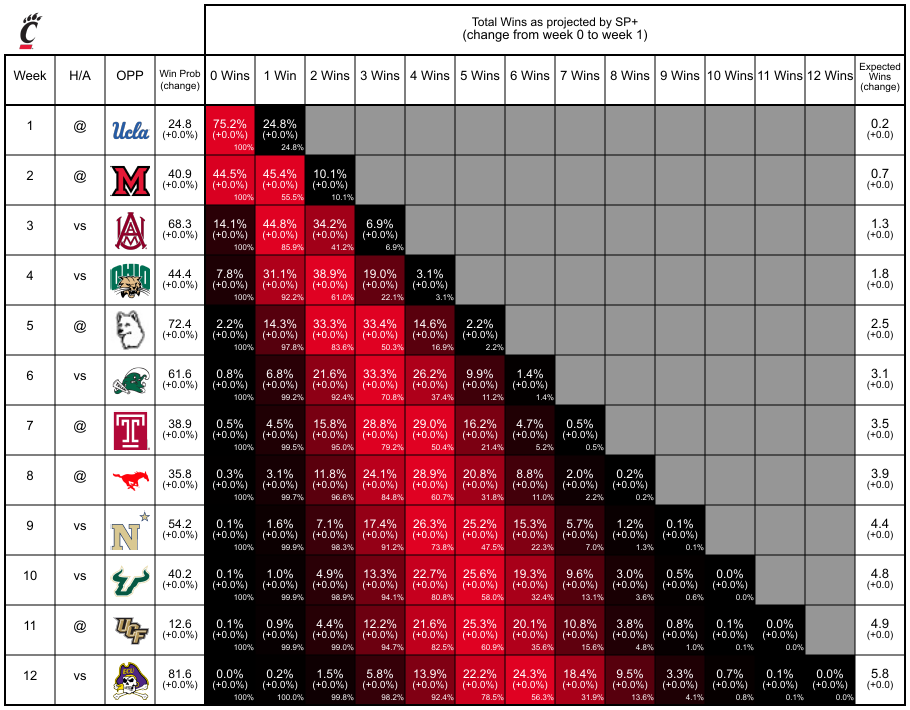 Total Wins as projected by SP+
(change from week 0 to week 1)
Week H/A OPP Win Prob (change) 0 Wins 1 Win 2 Wins 3 Wins 4 Wins 5 Wins 6 Wins 7 Wins 8 Wins 9 Wins 10 Wins 11 Wins 12 Wins Expected Wins (change)
1 @ Ucla 24.8 75.2% 24.8% 0.2
(+0.0%) (+0.0%) (+0.0%) (+0.0)
100% 24.8%
2 @ M 40.9 44.5% 45.4% 10.1% 0.7
(+0.0%) (+0.0%) (+0.0%) (+0.0%) (+0.0)
100% 55.5% 10.1%
3 vs 68.3 14.1% 44.8% 34.2% 6.9% 1.3
(+0.0%) (+0.0%) (+0.0%) (+0.0%) (+0.0%) (+0.0)
100% 85.9% 41.2% 6.9%
4 vs OHIO 44.4 7.8% 31.1% 38.9% 19.0% 3.1% 1.8
(+0.0%) (+0.0%) (+0.0%) (+0.0%) (+0.0%) (+0.0%) (+0.0)
100% 92.2% 61.0% 22.1% 3.1%
5 @ 72.4 2.2% 14.3% 33.3% 33.4% 14.6% 2.2% 2.5
(+0.0%) (+0.0%) (+0.0%) (+0.0%) (+0.0%) (+0.0%) (+0.0%) (+0.0)
100% 97.8% 83.6% 50.3% 16.9% 2.2%
6 vs 61.6 0.8% 6.8% 21.6% 33.3% 26.2% 9.9% 1.4% 3.1
(+0.0%) (+0.0%) (+0.0%) (+0.0%) (+0.0%) (+0.0%) (+0.0%) (+0.0%) (+0.0)
100% 99.2% 92.4% 70.8% 37.4% 11.2% 1.4%
7 @ T 38.9 0.5% 4.5% 15.8% 28.8% 29.0% 16.2% 4.7% 0.5% 3.5
(+0.0%) (+0.0%) (+0.0%) (+0.0%) (+0.0%) (+0.0%) (+0.0%) (+0.0%) (+0.0%) (+0.0)
100% 99.5% 95.0% 79.2% 50.4% 21.4% 5.2% 0.5%
8 @ 35.8 0.3% 3.1% 11.8% 24.1% 28.9% 20.8% 8.8% 2.0% 0.2% 3.9
(+0.0%) (+0.0%) (+0.0%) (+0.0%) (+0.0%) (+0.0%) (+0.0%) (+0.0%) (+0.0%) (+0.0%) (+0.0)
100% 99.7% 96.6% 84.8% 60.7% 31.8% 11.0% 2.2% 0.2%
9 vs N 54.2 0.1% 1.6% 7.1% 17.4% 26.3% 25.2% 15.3% 5.7% 1.2% 0.1% 4.4
(+0.0%) (+0.0%) (+0.0%) (+0.0%) (+0.0%) (+0.0%) (+0.0%) (+0.0%) (+0.0%) (+0.0%) (+0.0%) (+0.0)
100% 99.9% 98.3% 91.2% 73.8% 47.5% 22.3% 7.0% 1.3% 0.1%
10 vs 40.2 0.1% 1.0% 4.9% 13.3% 22.7% 25.6% 19.3% 9.6% 3.0% 0.5% 0.0% 4.8
(+0.0%) (+0.0%) (+0.0%) (+0.0%) (+0.0%) (+0.0%) (+0.0%) (+0.0%) (+0.0%) (+0.0%) (+0.0%) (+0.0%) (+0.0)
100% 99.9% 98.9% 94.1% 80.8% 58.0% 32.4% 13.1% 3.6% 0.6% 0.0%
11 @ UCF 12.6 0.1% 0.9% 4.4% 12.2% 21.6% 25.3% 20.1% 10.8% 3.8% 0.8% 0.1% 0.0% 4.9
(+0.0%) (+0.0%) (+0.0%) (+0.0%) (+0.0%) (+0.0%) (+0.0%) (+0.0%) (+0.0%) (+0.0%) (+0.0%) (+0.0%) (+0.0%) (+0.0)
100% 99.9% 99.0% 94.7% 82.5% 60.9% 35.6% 15.6% 4.8% 1.0% 0.1% 0.0%
12 vs ECU 81.6 0.0% 0.2% 1.5% 5.8% 13.9% 22.2% 24.3% 18.4% 9.5% 3.3% 0.7% 0.1% 0.0% 5.8
(+0.0%) (+0.0%) (+0.0%) (+0.0%) (+0.0%) (+0.0%) (+0.0%) (+0.0%) (+0.0%) (+0.0%) (+0.0%) (+0.0%) (+0.0%) (+0.0%) (+0.0)
100% 100.0% 99.8% 98.2% 92.4% 78.5% 56.3% 31.9% 13.6% 4.1% 0.8% 0.1% 0.0%